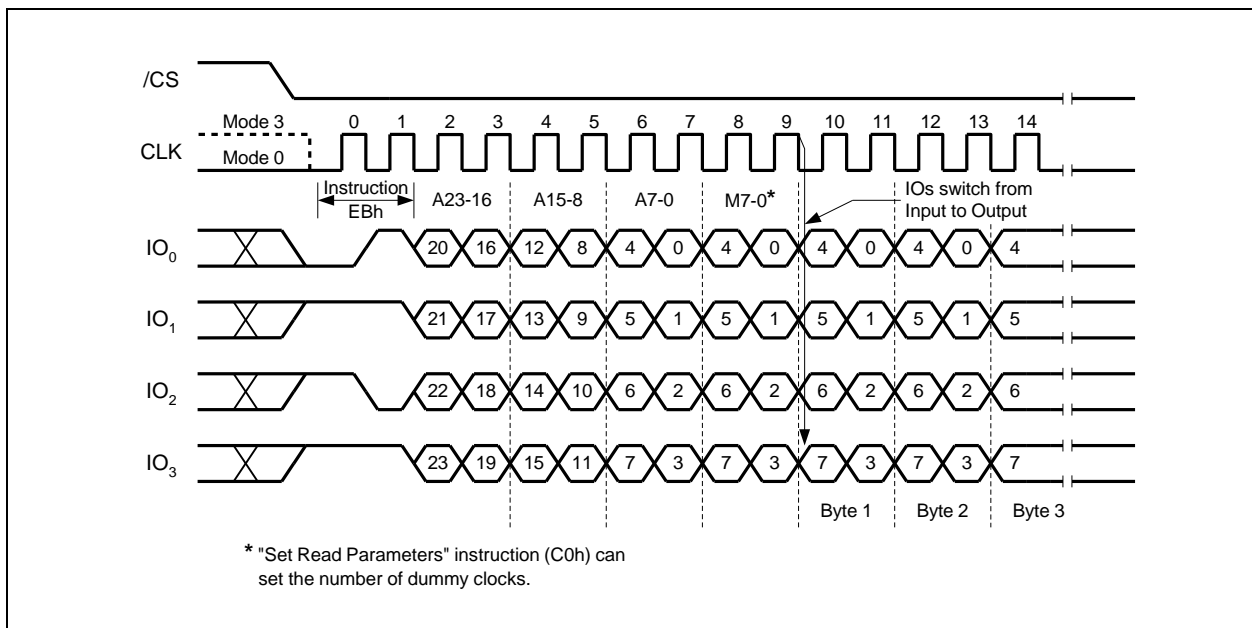 /CS
Mode 3 0 1 2 3 4 5 6 7 8 9 10 11 12 13 14
CLK Mode 0
Instruction EBh A23-16 A15-8 A7-0 M7-0* IOs switch from Input to Output
IO0 20 16 12 8 4 0 4 0 4 0 4 0 4
IO1 21 17 13 9 5 1 5 1 5 1 5 1 5
IO2 22 18 14 10 6 2 6 2 6 2 6 2 6
IO3 23 19 15 11 7 3 7 3 7 3 7 3 7
Byte 1 Byte 2 Byte 3
* "Set Read Parameters" instruction (C0h) can
set the number of dummy clocks.